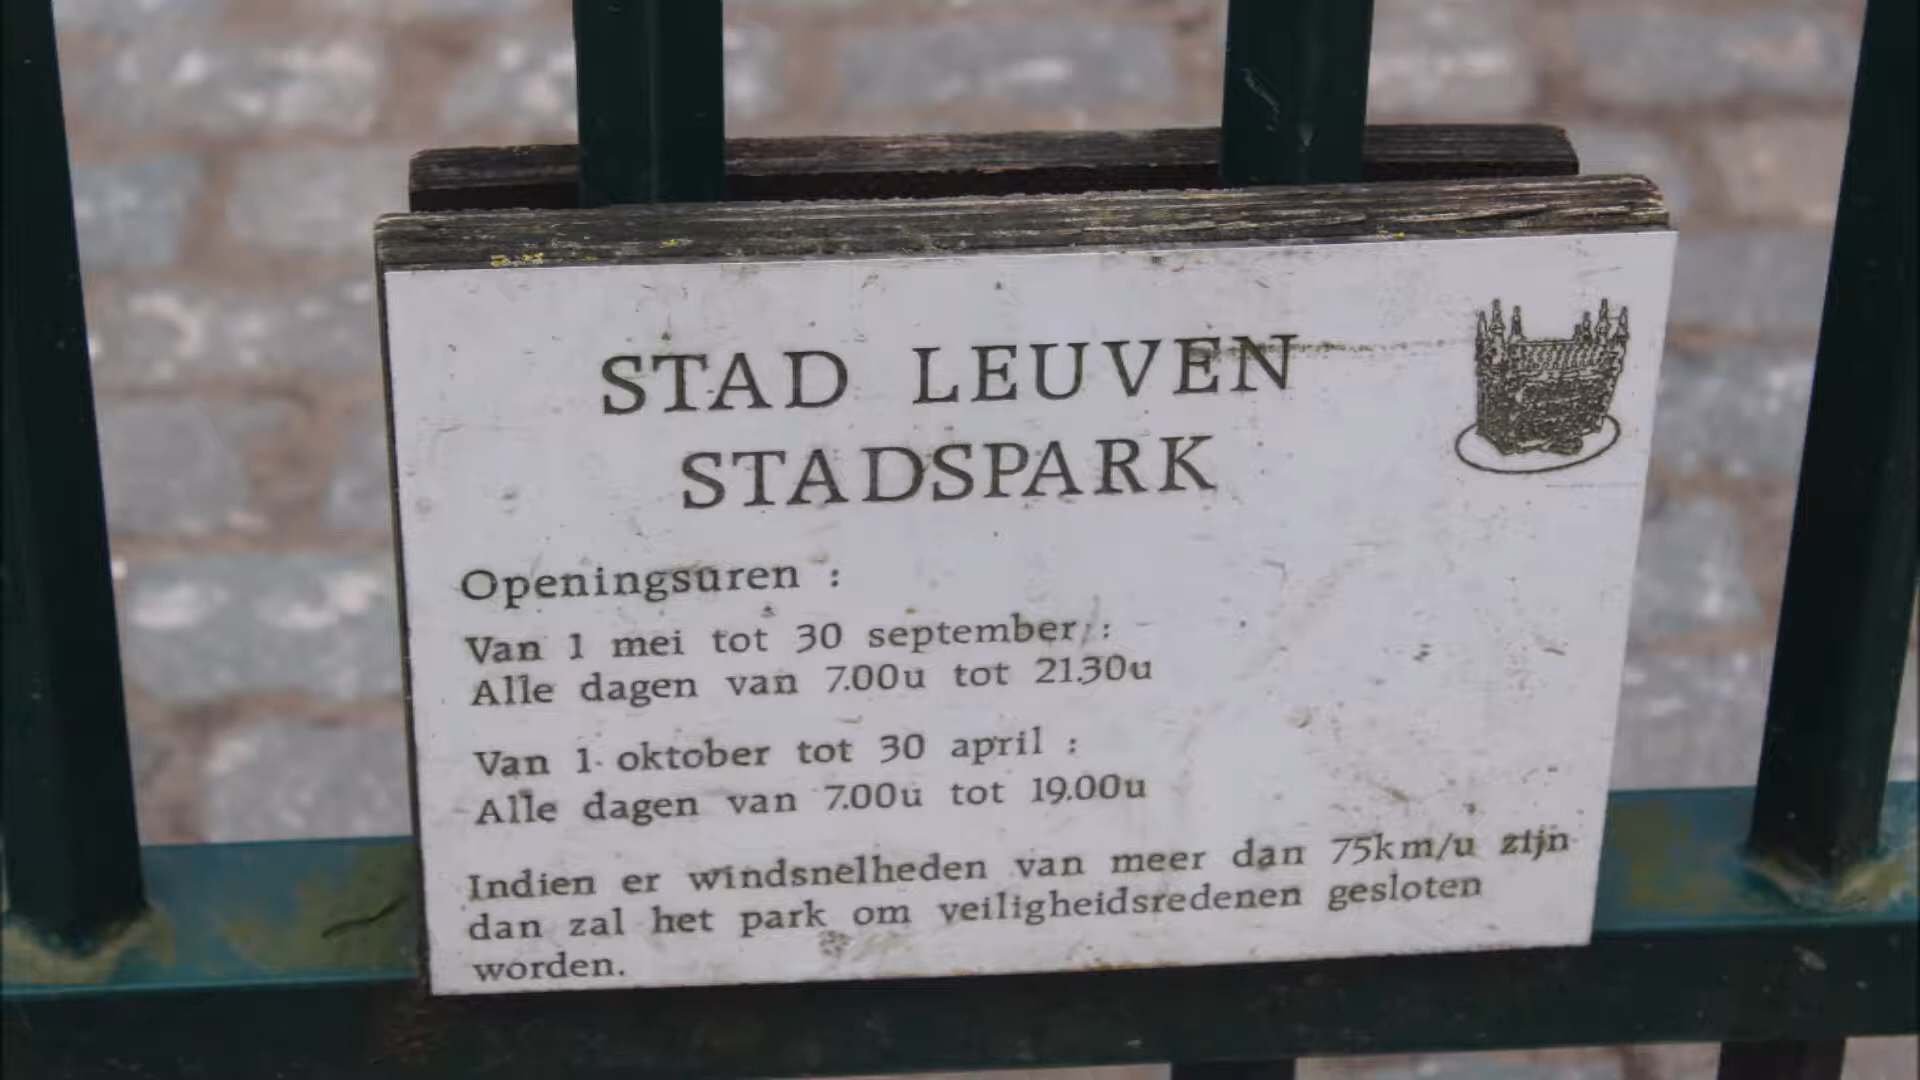 STAD LEUVEN
STADSPARK
Openingsuren :
Van 1 mei tot 30 september :
Alle dagen van 7.00u tot 21.30u
Van 1 oktober tot 30 april :
Alle dagen van 7.00u tot 19.00u
Indien er windsnelheden van meer dan 75km/u zijn
dan zal het park om veiligheidsredenen gesloten
worden.